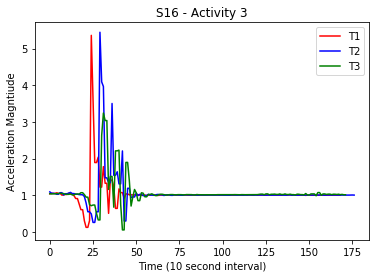 S16 - Activity 3
T1
T2
T3
Acceleration Magntiude
5
4
3
2
1
0
0
25
50
75
100
125
150
175
Time (10 second interval)